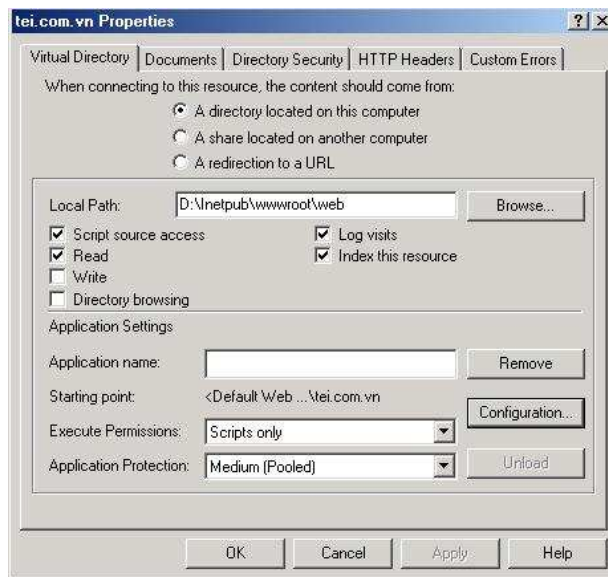 tei.com.vn Properties
Virtual Directory Documents Directory Security HTTP Headers Custom Errors
When connecting to this resource, the content should come from:
A directory located on this computer
A share located on another computer
A redirection to a URL
Local Path: D:\Inetpub\wwwroot\web Browse...
Script source access Log visits
Read Index this resource
Write
Directory browsing
Application Settings
Application name: Remove
Starting point: <Default Web ...\tei.com.vn
Configuration...
Execute Permissions: Scripts only
Application Protection: Medium (Pooled) Unload
OK Cancel Apply Help